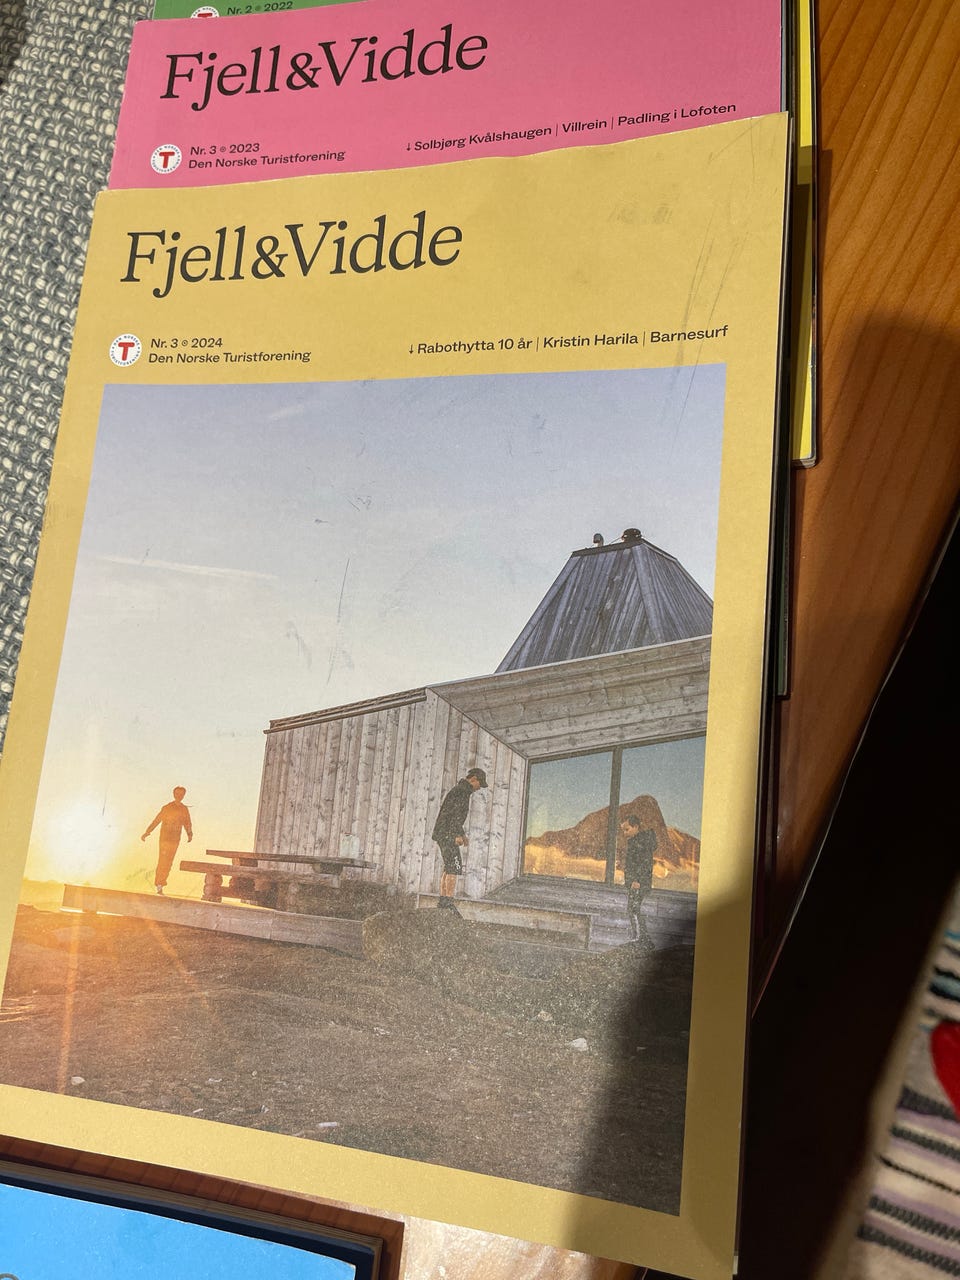 Nr. 2 ⊚ 2022
Fjell&Vidde
Nr. 3 ⊚ 2023
Den Norske Turistforening
↓ Solbjørg Kvålshaugen | Villrein | Padling i Lofoten
T
Fjell&Vidde
Nr. 3 ⊚ 2024
Den Norske Turistforening
↓ Rabothytta 10 år | Kristin Harila | Barnesurf
T